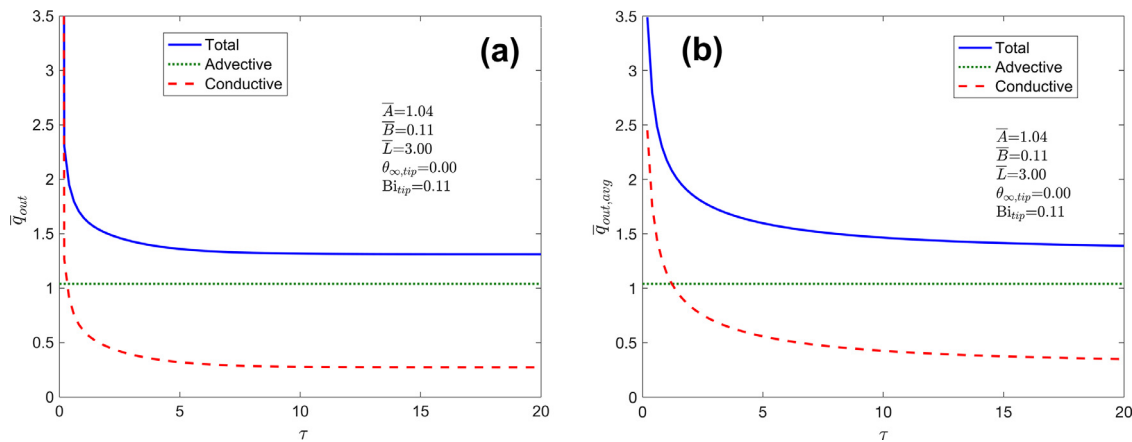 (a)
Total
Advective
Conductive
A̅=1.04
B̅=0.11
L̅=3.00
θ∞,tip=0.00
Bitip=0.11
q̅out
3.5
3
2.5
2
1.5
1
0.5
0
0
5
10
15
20
τ
(b)
Total
Advective
Conductive
A̅=1.04
B̅=0.11
L̅=3.00
θ∞,tip=0.00
Bitip=0.11
q̅out,avg
3.5
3
2.5
2
1.5
1
0.5
0
0
5
10
15
20
τ